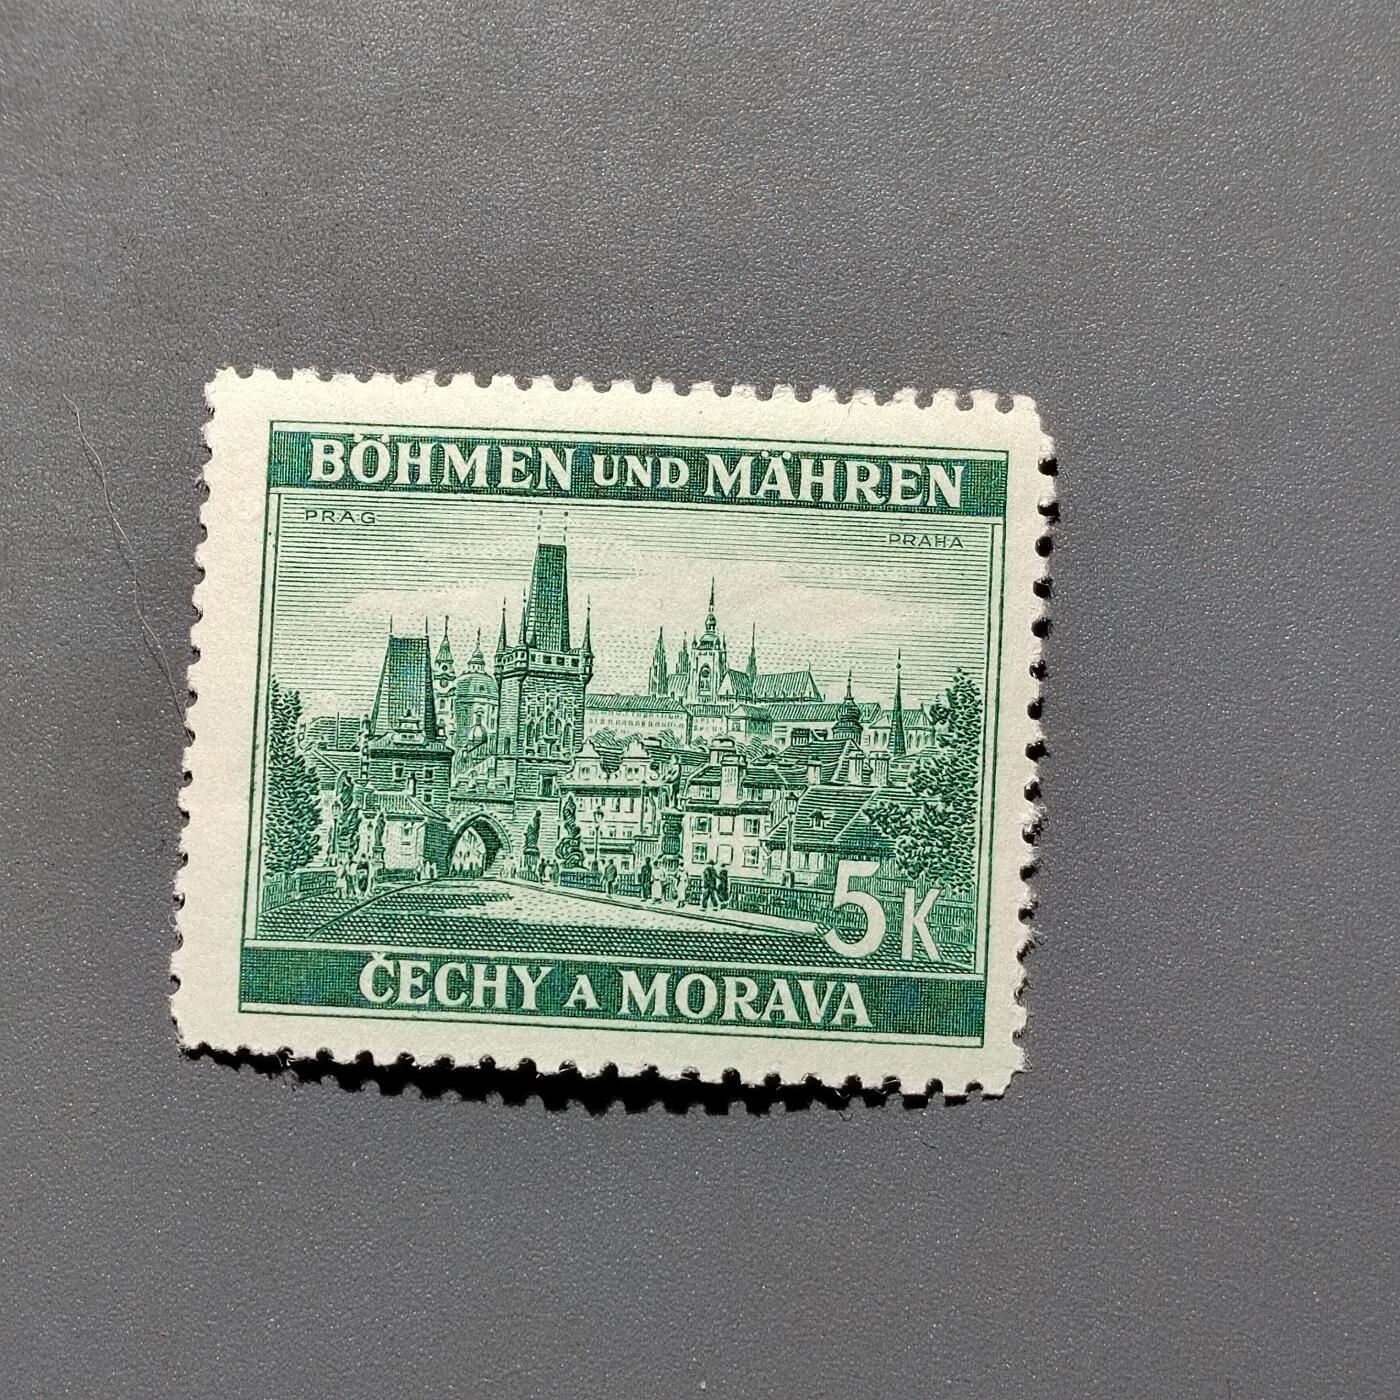 BÖHMEN UND MÄHREN
PRAG
PRAHA
5K
ČECHY A MORAVA